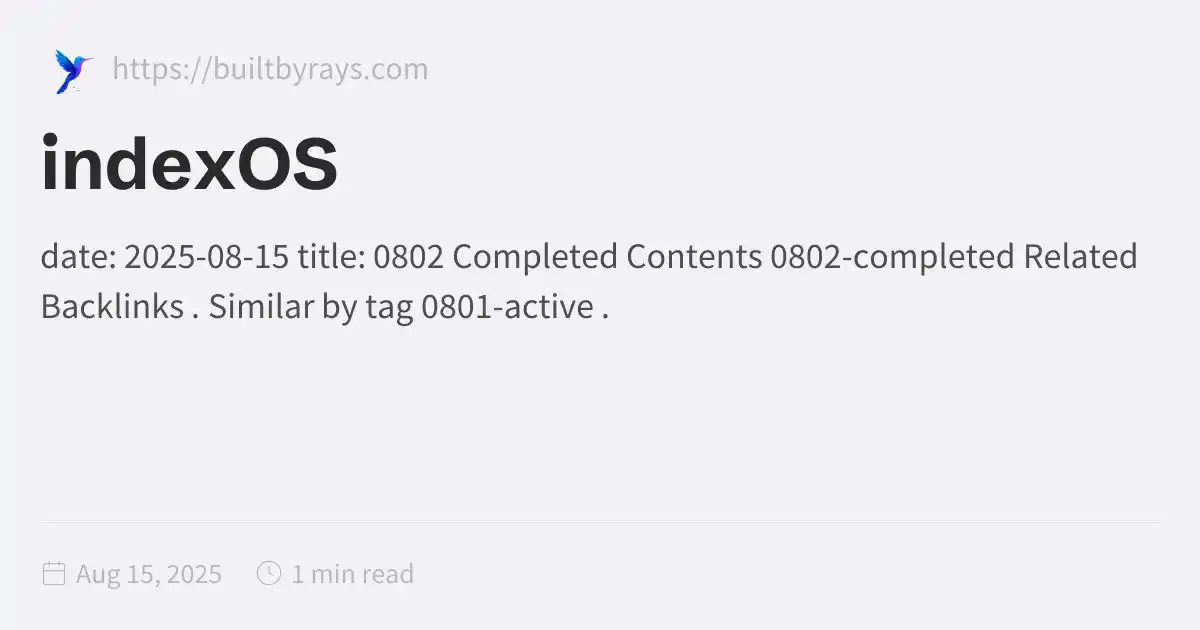 https://builtbyrays.com
indexOS
date: 2025-08-15 title: 0802 Completed Contents 0802-completed Related
Backlinks . Similar by tag 0801-active .
Aug 15, 2025 1 min read